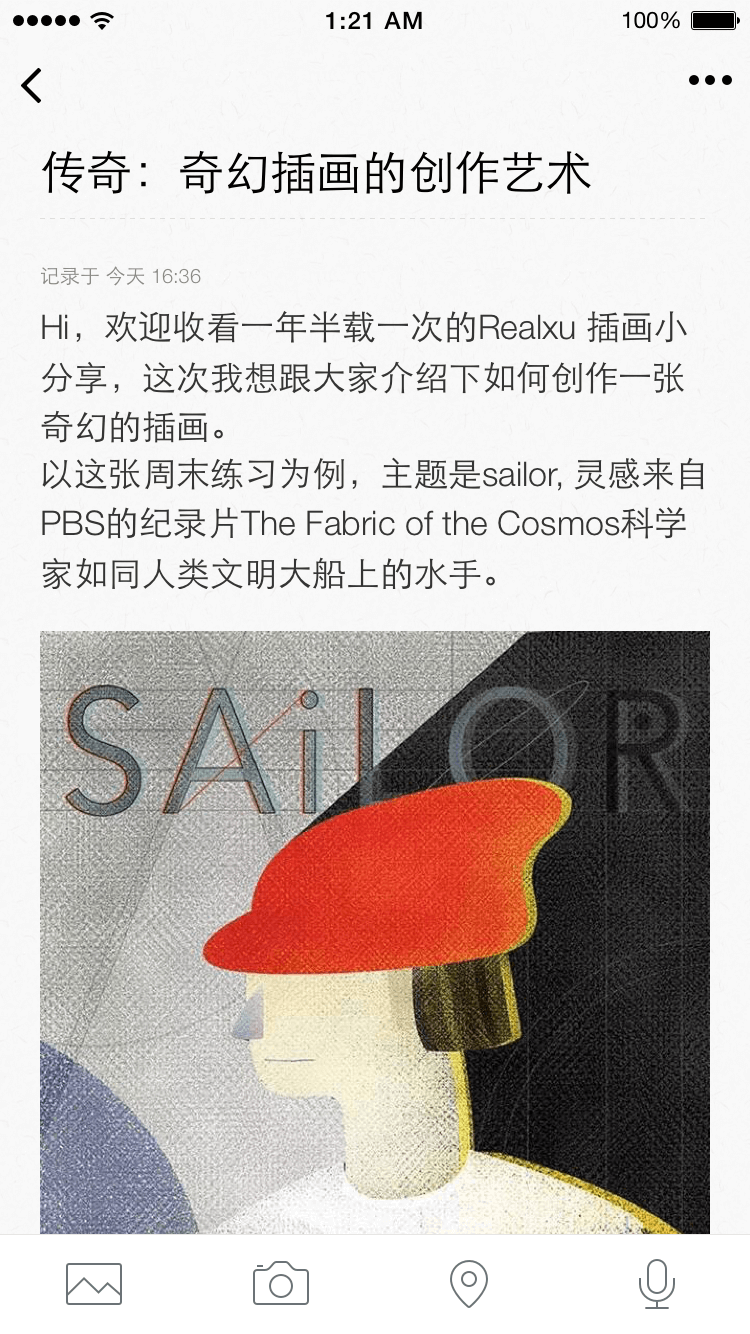 1:21 AM
100%
传奇：奇幻插画的创作艺术
记录于 今天 16:36
Hi，欢迎收看一年半载一次的Realxu 插画小
分享，这次我想跟大家介绍下如何创作一张
奇幻的插画。
以这张周末练习为例，主题是sailor, 灵感来自
PBS的纪录片The Fabric of the Cosmos科学
家如同人类文明大船上的水手。
SAiLOR